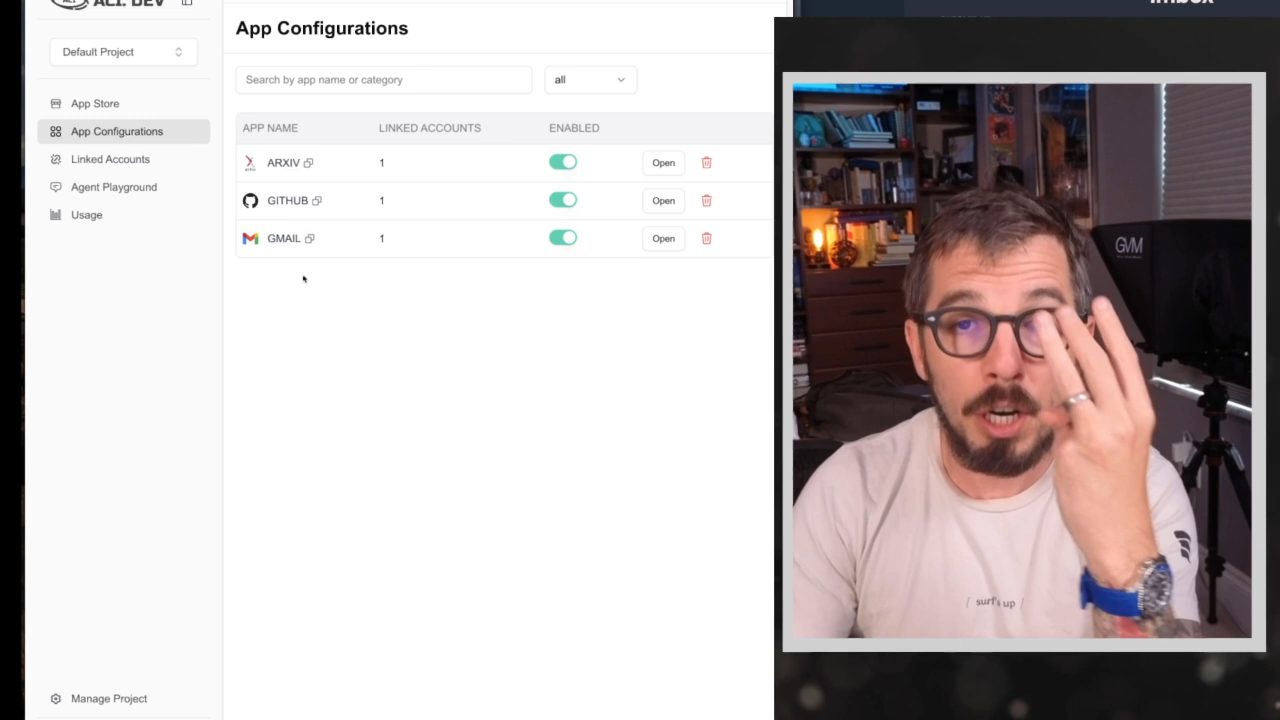 ACI. DEV
Default Project
App Store
App Configurations
Linked Accounts
Agent Playground
Usage
Manage Project
App Configurations
Search by app name or category
all
APP NAME LINKED ACCOUNTS ENABLED
ARXIV 1 Open
GITHUB 1 Open
GMAIL 1 Open
GVM
/ surf's up /